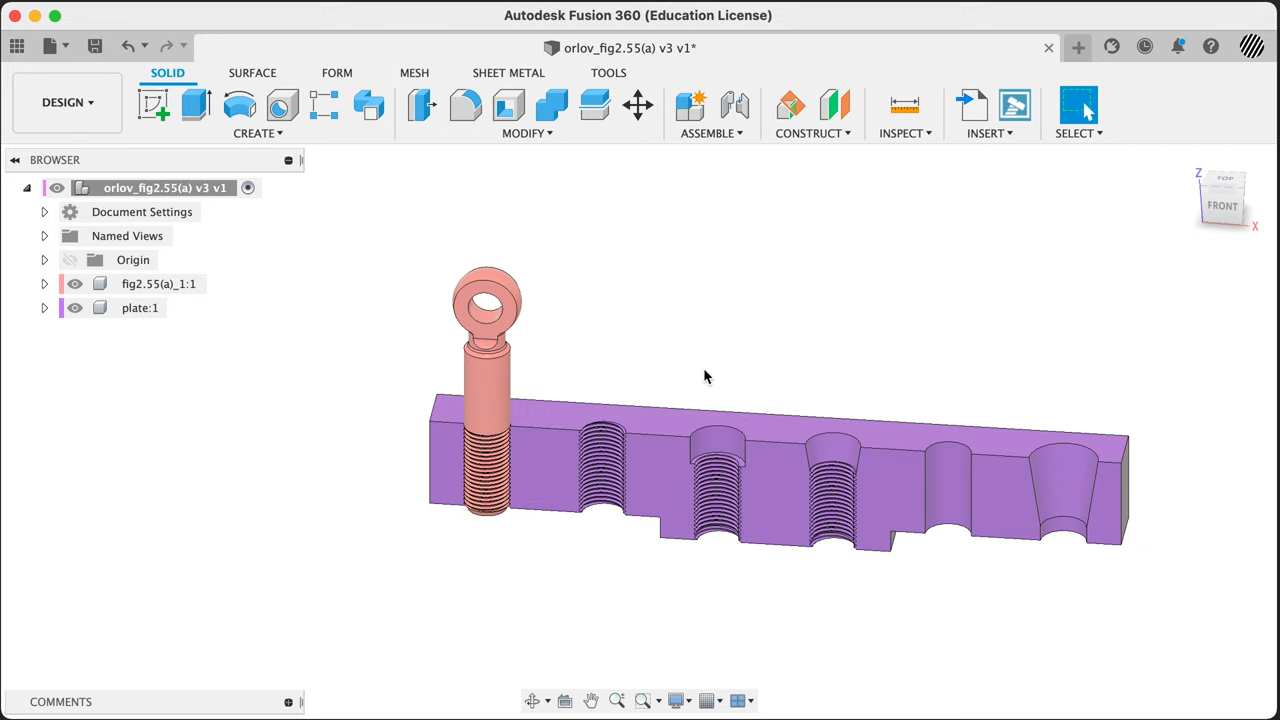 Autodesk Fusion 360 (Education License)
orlov_fig2.55(a) v3 v1*
SOLID SURFACE FORM MESH SHEET METAL TOOLS
DESIGN
CREATE MODIFY ASSEMBLE CONSTRUCT INSPECT INSERT SELECT
BROWSER
orlov_fig2.55(a) v3 v1
Document Settings
Named Views
Origin
fig2.55(a)_1:1
plate:1
Z
TOP
FRONT
X
COMMENTS